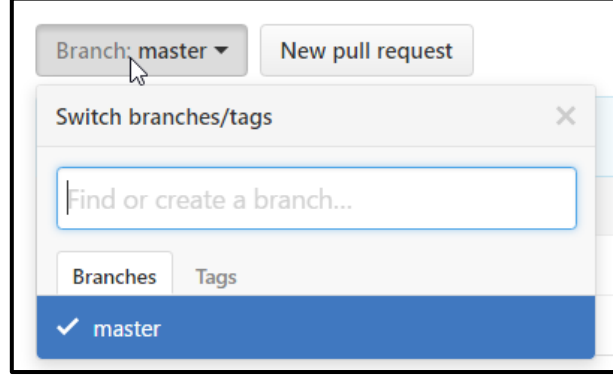 Branch: master
New pull request
Switch branches/tags
Find or create a branch...
Branches Tags
master